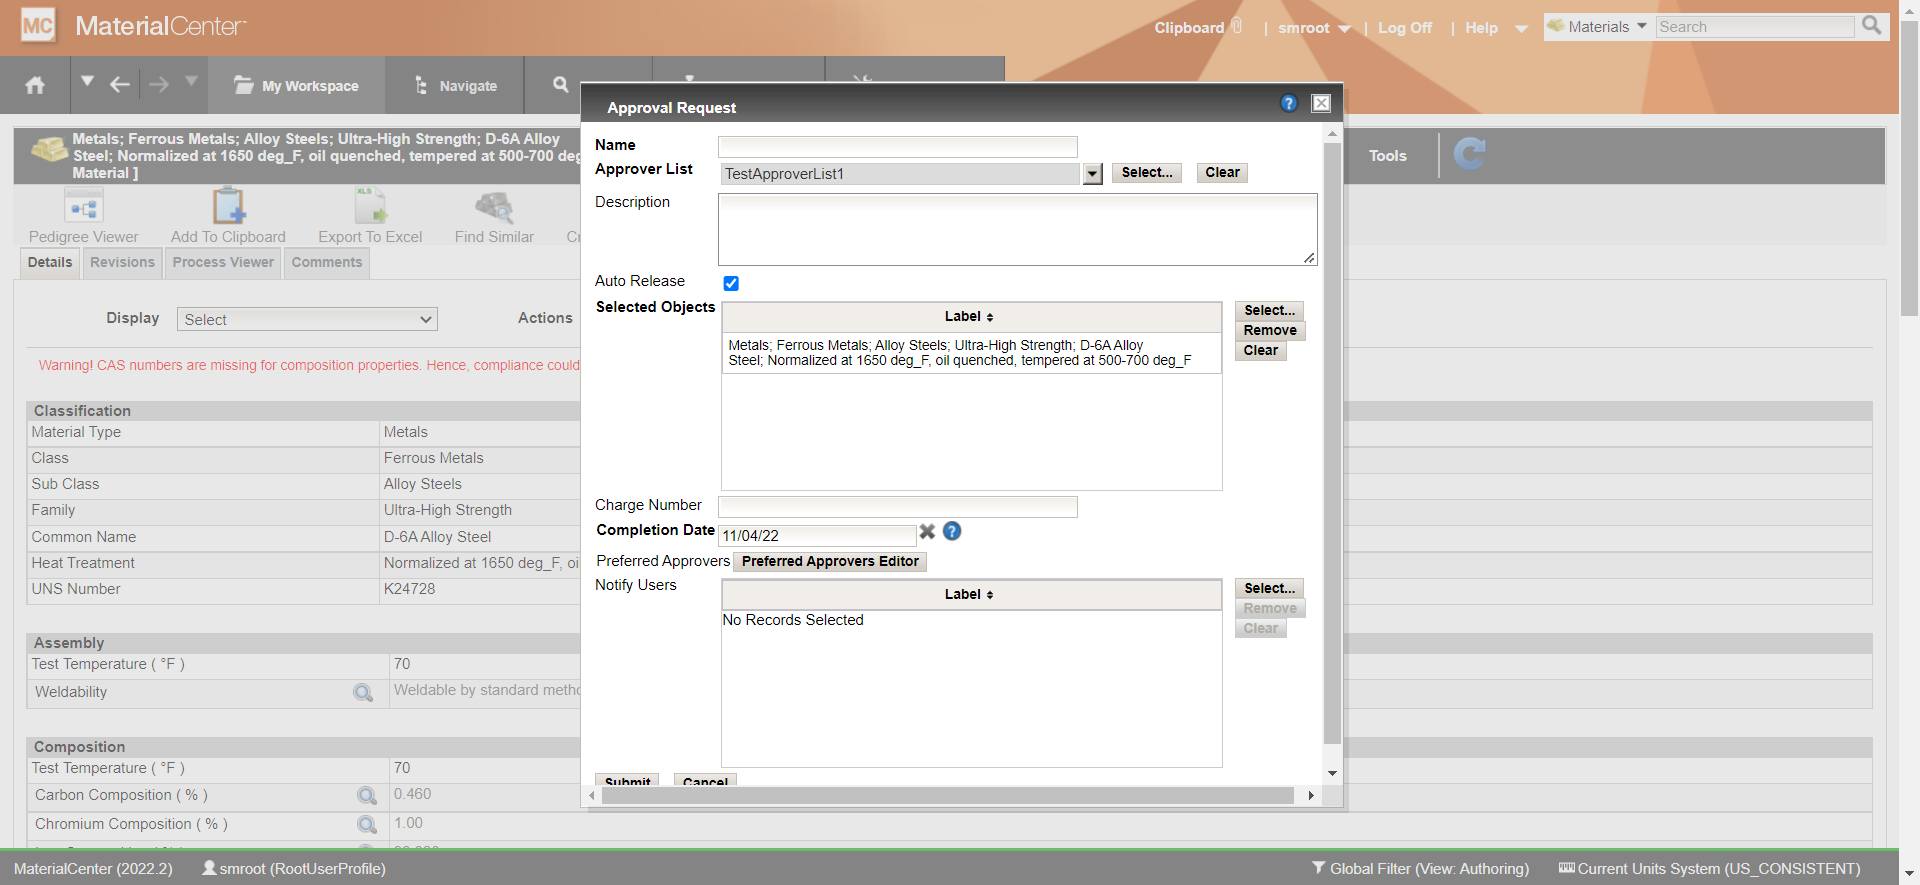 MC MaterialCenter
Clipboard | smroot | Log Off | Help
Materials Search
My Workspace
Navigate
Metals; Ferrous Metals; Alloy Steels; Ultra-High Strength; D-6A Alloy
Steel; Normalized at 1650 deg_F, oil quenched, tempered at 500-700
Material ]
Tools
XLS
Pedigree Viewer
Add To Clipboard
Export To Excel
Find Similar
Details
Revisions
Process Viewer
Comments
Display
Select
Actions
Warning! CAS numbers are missing for composition properties. Hence, compliance could
Classification
Material Type Metals
Class Ferrous Metals
Sub Class Alloy Steels
Family Ultra-High Strength
Common Name D-6A Alloy Steel
Heat Treatment Normalized at 1650 deg_F,
UNS Number K24728
Assembly
Test Temperature ( °F ) 70
Weldability Weldable by standard
Composition
Test Temperature ( °F ) 70
Carbon Composition ( % ) 0.460
Chromium Composition ( % ) 1.00
Approval Request ?
Name
Approver List TestApproverList1 Select... Clear
Description
Auto Release
Selected Objects
Label
Metals; Ferrous Metals; Alloy Steels; Ultra-High Strength; D-6A Alloy
Steel; Normalized at 1650 deg_F, oil quenched, tempered at 500-700 deg_F
Select...
Remove
Clear
Charge Number
Completion Date 11/04/22 ?
Preferred Approvers Preferred Approvers Editor
Notify Users
Label
No Records Selected
Select...
Remove
Clear
Submit Cancel
MaterialCenter (2022.2) smroot (RootUserProfile) Global Filter (View: Authoring) Current Units System (US_CONSISTENT)